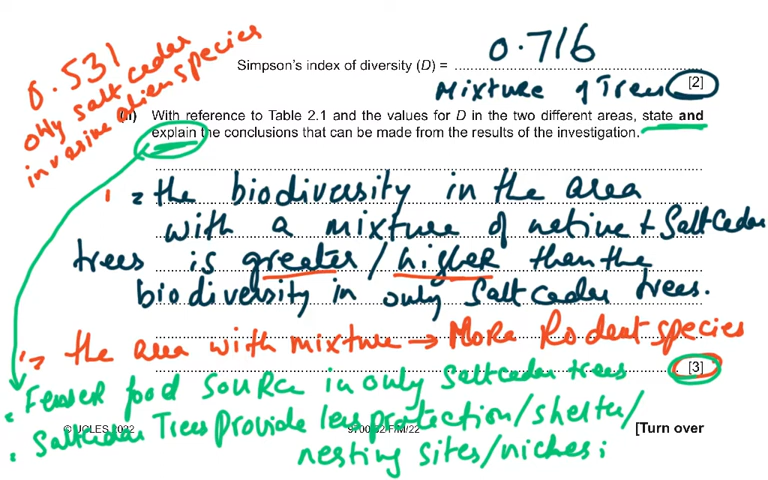 0.531
only salt cedar
invasive alien species
Simpson's index of diversity (D) = 0.716
Mixture of Trees [2]
(ii) With reference to Table 2.1 and the values for D in the two different areas, state and
explain the conclusions that can be made from the results of the investigation.
1 = the biodiversity in the area
with a mixture of native + Salt Cedar
trees is greater / higher than the
biodiversity in only Salt cedar trees.
1 → the area with mixture → More Rodent species
[3]
• Fewer food source in only Saltcedar trees
• Saltcedar Trees Provide less protection/shelter/
nesting sites/niches;
© UCLES 2022 9700/52/F/M/22 [Turn over